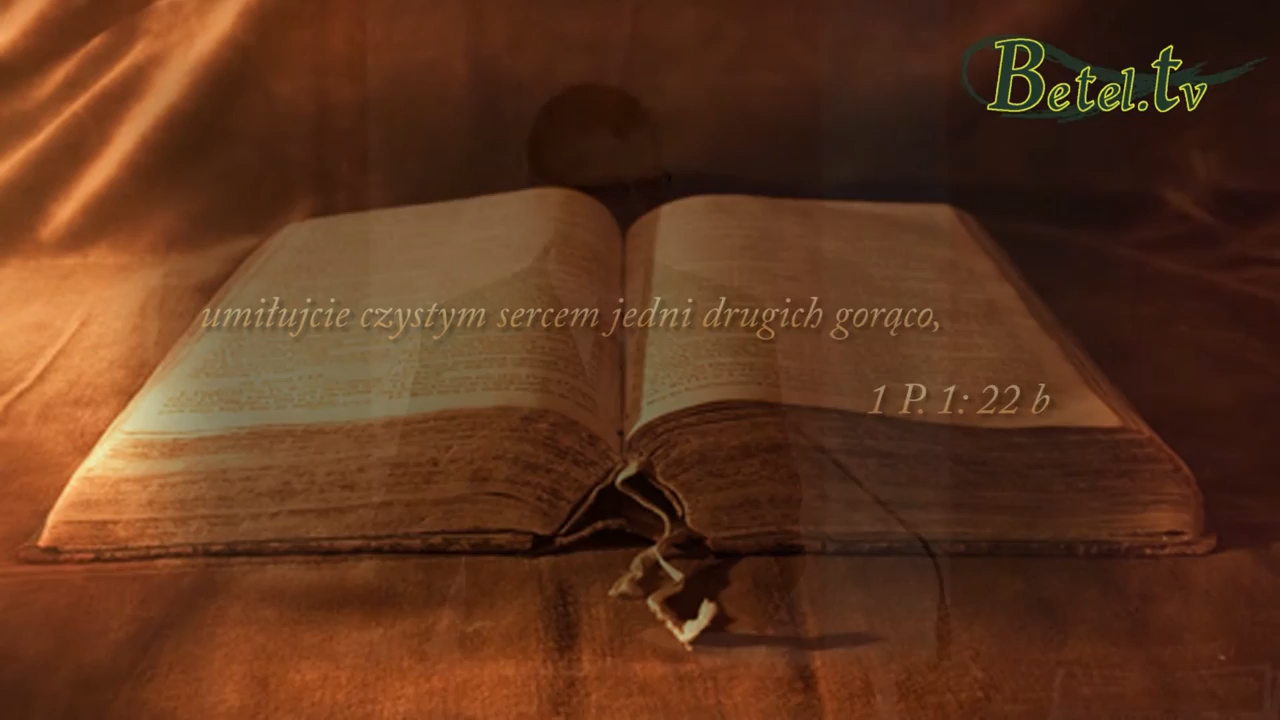 Betel.tv
umiłujcie czystym sercem jedni drugich gorąco,
1 P. 1: 22 b